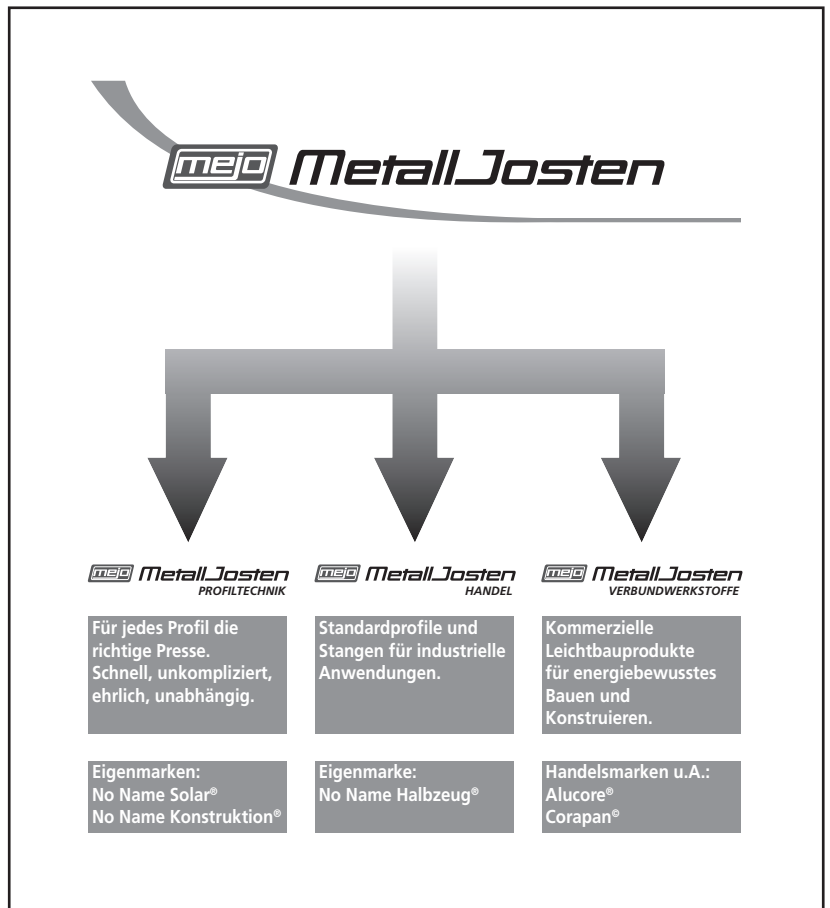 mejo MetallJosten
mejo MetallJosten
PROFILTECHNIK
Für jedes Profil die
richtige Presse.
Schnell, unkompliziert,
ehrlich, unabhängig.
Eigenmarken:
No Name Solar®
No Name Konstruktion®
mejo MetallJosten
HANDEL
Standardprofile und
Stangen für industrielle
Anwendungen.
Eigenmarke:
No Name Halbzeug®
mejo MetallJosten
VERBUNDWERKSTOFFE
Kommerzielle
Leichtbauprodukte
für energiebewusstes
Bauen und
Konstruieren.
Handelsmarken u.A.:
Alucore®
Corapan©